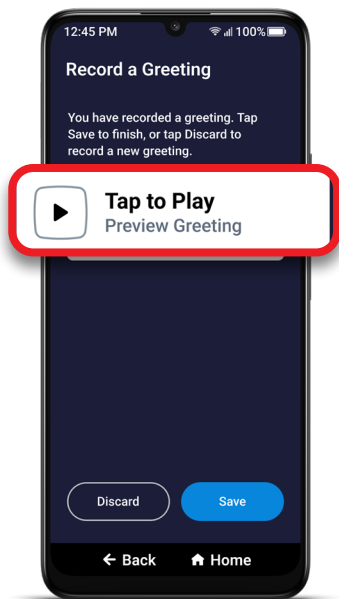 12:45 PM 100%
Record a Greeting
You have recorded a greeting. Tap
Save to finish, or tap Discard to
record a new greeting.
Tap to Play
Preview Greeting
Discard Save
Back Home